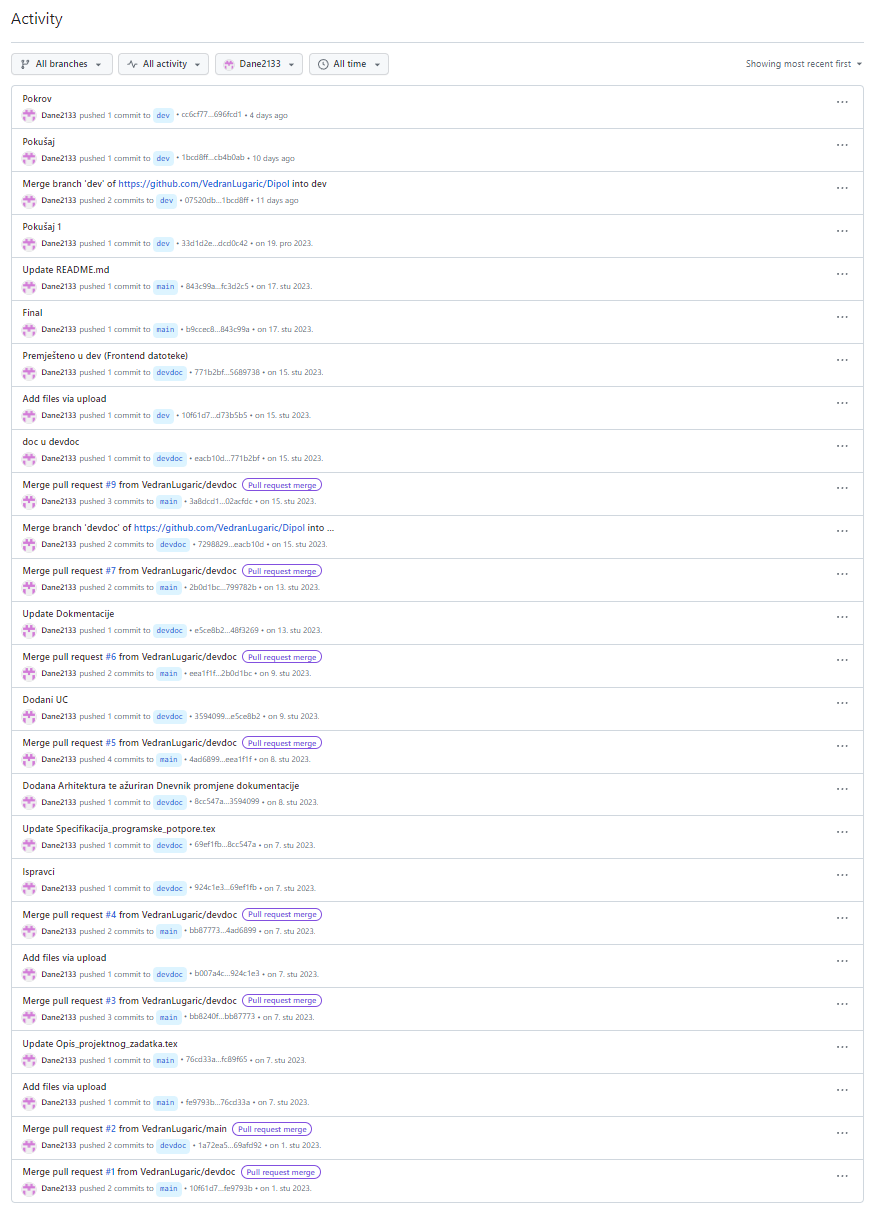 Activity
All branches All activity Dane2133 All time Showing most recent first
Pokrov
Dane2133 pushed 1 commit to dev • cc6cf77...696fcd1 • 4 days ago
Pokušaj
Dane2133 pushed 1 commit to dev • 1bcd8ff...cb4b0ab • 10 days ago
Merge branch 'dev' of https://github.com/VedranLugaric/Dipol into dev
Dane2133 pushed 2 commits to dev • 07520db...1bcd8ff • 11 days ago
Pokušaj 1
Dane2133 pushed 1 commit to dev • 33d1d2e...dcd0c42 • on 19. pro 2023.
Update README.md
Dane2133 pushed 1 commit to main • 843c99a...fc3d2c5 • on 17. stu 2023.
Final
Dane2133 pushed 1 commit to main • b9ccec8...843c99a • on 17. stu 2023.
Premješteno u dev (Frontend datoteke)
Dane2133 pushed 1 commit to devdoc • 771b2bf...5689738 • on 15. stu 2023.
Add files via upload
Dane2133 pushed 1 commit to dev • 10f61d7...d73b5b5 • on 15. stu 2023.
doc u devdoc
Dane2133 pushed 1 commit to devdoc • eacb10d...771b2bf • on 15. stu 2023.
Merge pull request #9 from VedranLugaric/devdoc Pull request merge
Dane2133 pushed 3 commits to main • 3a8dcd1...02acfdc • on 15. stu 2023.
Merge branch 'devdoc' of https://github.com/VedranLugaric/Dipol into ...
Dane2133 pushed 2 commits to devdoc • 7298829...eacb10d • on 15. stu 2023.
Merge pull request #7 from VedranLugaric/devdoc Pull request merge
Dane2133 pushed 2 commits to main • 2b0d1bc...799782b • on 13. stu 2023.
Update Dokmentacije
Dane2133 pushed 1 commit to devdoc • e5ce8b2...48f3269 • on 13. stu 2023.
Merge pull request #6 from VedranLugaric/devdoc Pull request merge
Dane2133 pushed 2 commits to main • eea1f1f...2b0d1bc • on 9. stu 2023.
Dodani UC
Dane2133 pushed 1 commit to devdoc • 3594099...e5ce8b2 • on 9. stu 2023.
Merge pull request #5 from VedranLugaric/devdoc Pull request merge
Dane2133 pushed 4 commits to main • 4ad6899...eea1f1f • on 8. stu 2023.
Dodana Arhitektura te ažuriran Dnevnik promjene dokumentacije
Dane2133 pushed 1 commit to devdoc • 8cc547a...3594099 • on 8. stu 2023.
Update Specifikacija_programske_potpore.tex
Dane2133 pushed 1 commit to devdoc • 69ef1fb...8cc547a • on 7. stu 2023.
Ispravci
Dane2133 pushed 1 commit to devdoc • 924c1e3...69ef1fb • on 7. stu 2023.
Merge pull request #4 from VedranLugaric/devdoc Pull request merge
Dane2133 pushed 2 commits to main • bb87773...4ad6899 • on 7. stu 2023.
Add files via upload
Dane2133 pushed 1 commit to devdoc • b007a4c...924c1e3 • on 7. stu 2023.
Merge pull request #3 from VedranLugaric/devdoc Pull request merge
Dane2133 pushed 3 commits to main • bb8240f...bb87773 • on 7. stu 2023.
Update Opis_projektnog_zadatka.tex
Dane2133 pushed 1 commit to main • 76cd33a...fc89f65 • on 7. stu 2023.
Add files via upload
Dane2133 pushed 1 commit to main • fe9793b...76cd33a • on 7. stu 2023.
Merge pull request #2 from VedranLugaric/main Pull request merge
Dane2133 pushed 2 commits to devdoc • 1a72ea5...69afd92 • on 1. stu 2023.
Merge pull request #1 from VedranLugaric/devdoc Pull request merge
Dane2133 pushed 2 commits to main • 10f61d7...fe9793b • on 1. stu 2023.